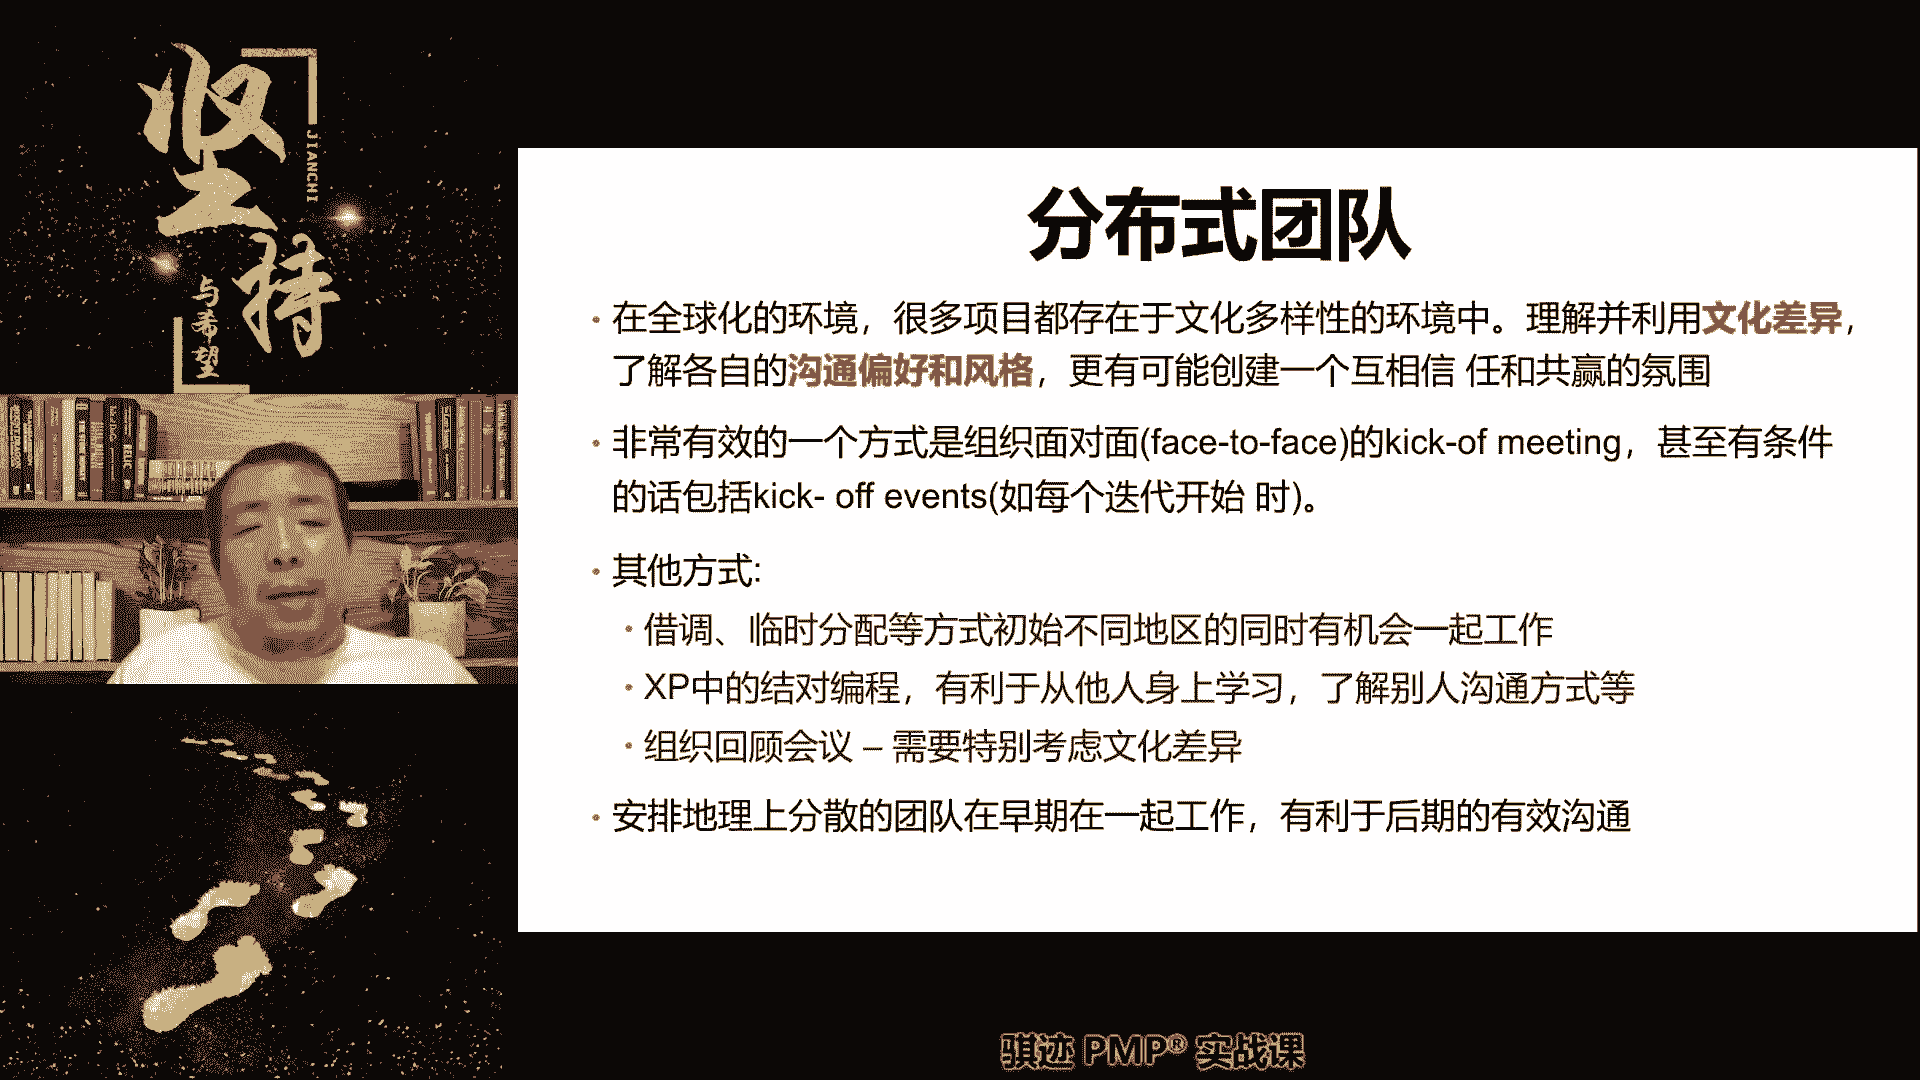 坚持
JIANCHI
与希望
分布式团队
• 在全球化的环境，很多项目都存在于文化多样性的环境中。理解并利用文化差异，
了解各自的沟通偏好和风格，更有可能创建一个互相信 任和共赢的氛围
• 非常有效的一个方式是组织面对面(face-to-face)的kick-of meeting，甚至有条件
的话包括kick- off events(如每个迭代开始 时)。
• 其他方式:
• 借调、临时分配等方式初始不同地区的同时有机会一起工作
• XP中的结对编程，有利于从他人身上学习，了解别人沟通方式等
• 组织回顾会议 – 需要特别考虑文化差异
• 安排地理上分散的团队在早期在一起工作，有利于后期的有效沟通
骐迹 PMP® 实战课